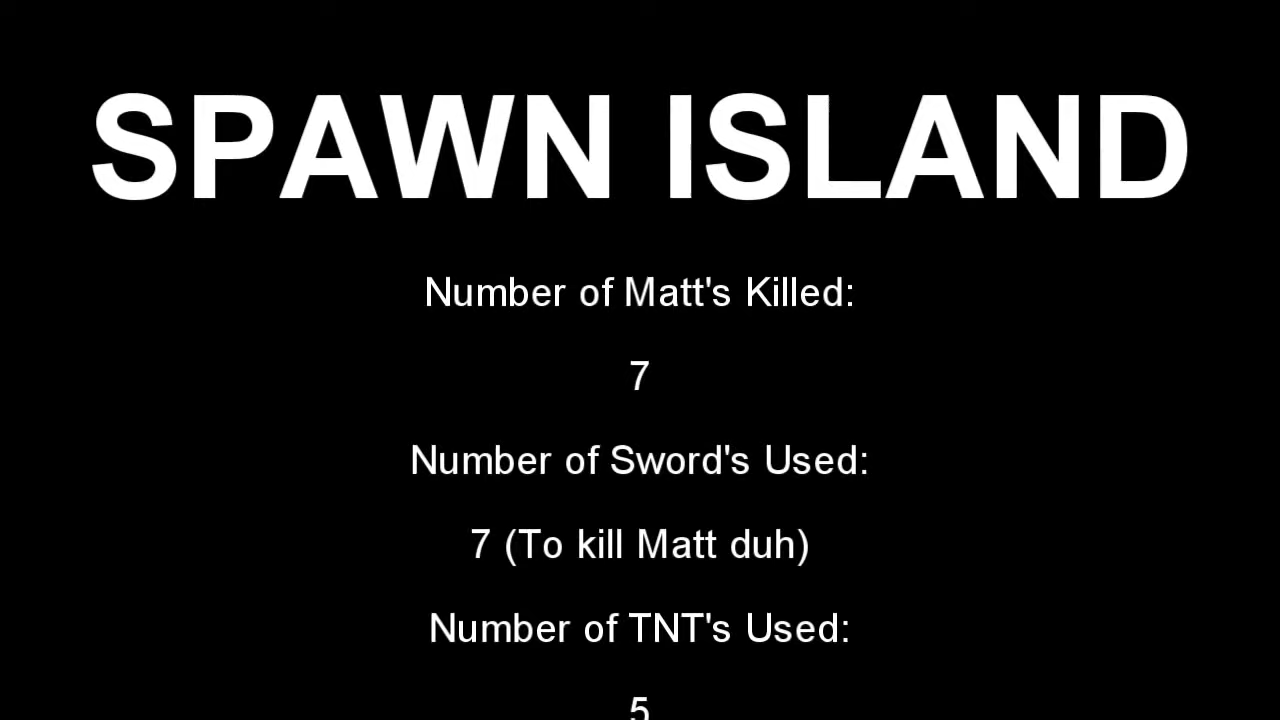 SPAWN ISLAND
Number of Matt's Killed:
7
Number of Sword's Used:
7 (To kill Matt duh)
Number of TNT's Used:
5